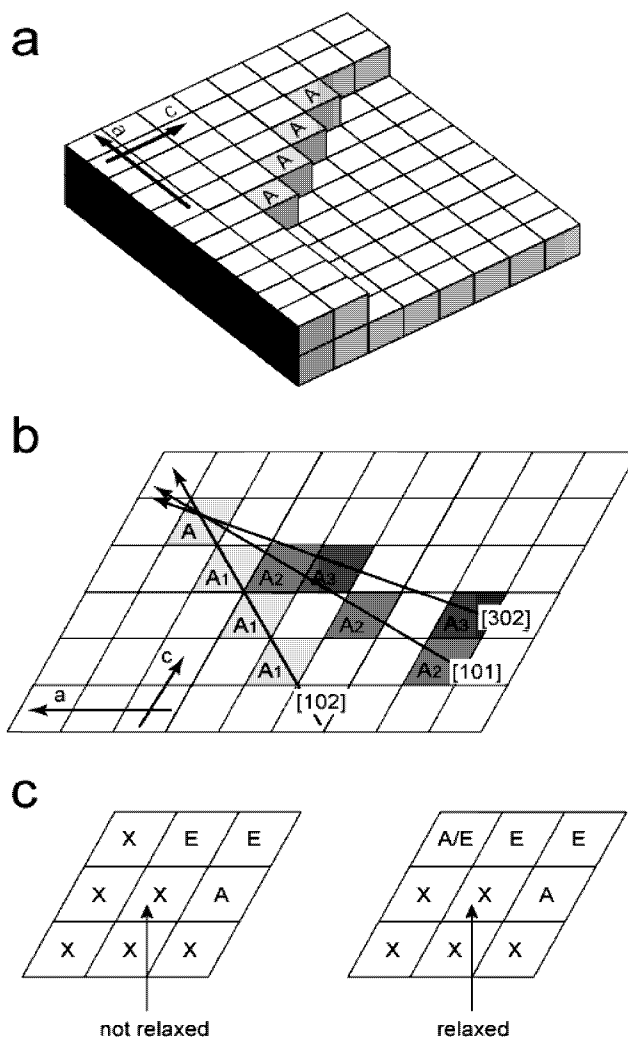 a
a c
A
A
A
A
b
A
A1 A2 A3
A1 A2 A3 [302]
A1 A2 [101]
c
a
[102]
c
X E E A/E E E
X X A X X A
X X X X X X
not relaxed relaxed